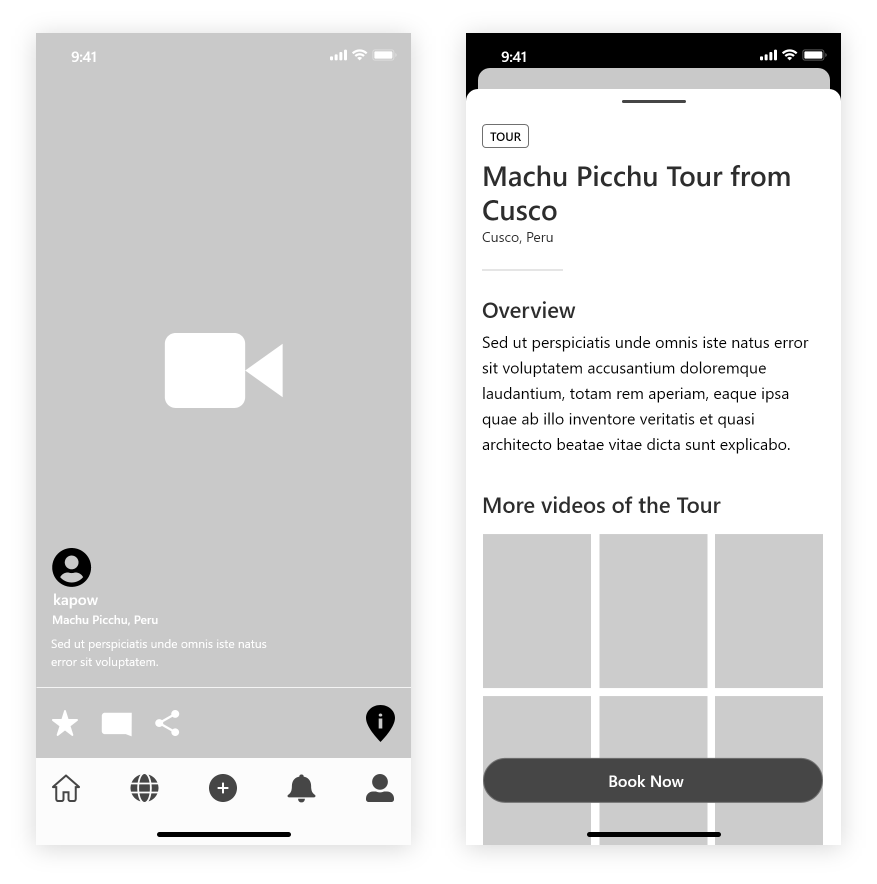 9:41
kapow
Machu Picchu, Peru
Sed ut perspiciatis unde omnis iste natus
error sit voluptatem.
9:41
TOUR
Machu Picchu Tour from
Cusco
Cusco, Peru
Overview
Sed ut perspiciatis unde omnis iste natus error
sit voluptatem accusantium doloremque
laudantium, totam rem aperiam, eaque ipsa
quae ab illo inventore veritatis et quasi
architecto beatae vitae dicta sunt explicabo.
More videos of the Tour
Book Now